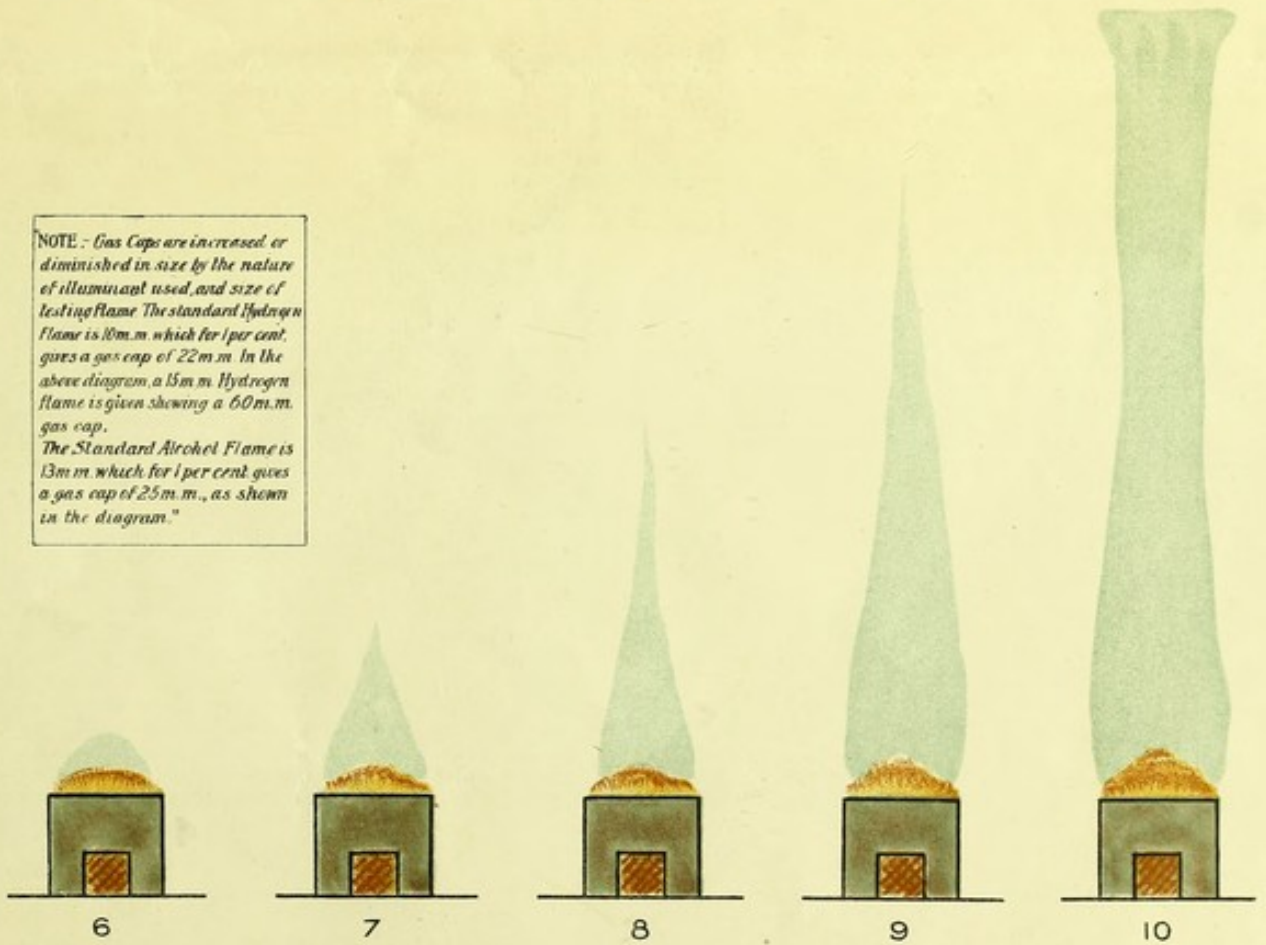 NOTE :- Gas Caps are increased or
diminished in size by the nature
of illuminant used, and size of
testing flame The standard Hydrogen
Flame is 10m.m. which for 1 per cent.
gives a gas cap of 22m.m. In the
above diagram, a 15m.m. Hydrogen
flame is given showing a 60m.m.
gas cap.
The Standard Alcohol Flame is
13m.m. which for 1 per cent. gives
a gas cap of 25m.m., as shown
in the diagram."
6 7 8 9 10